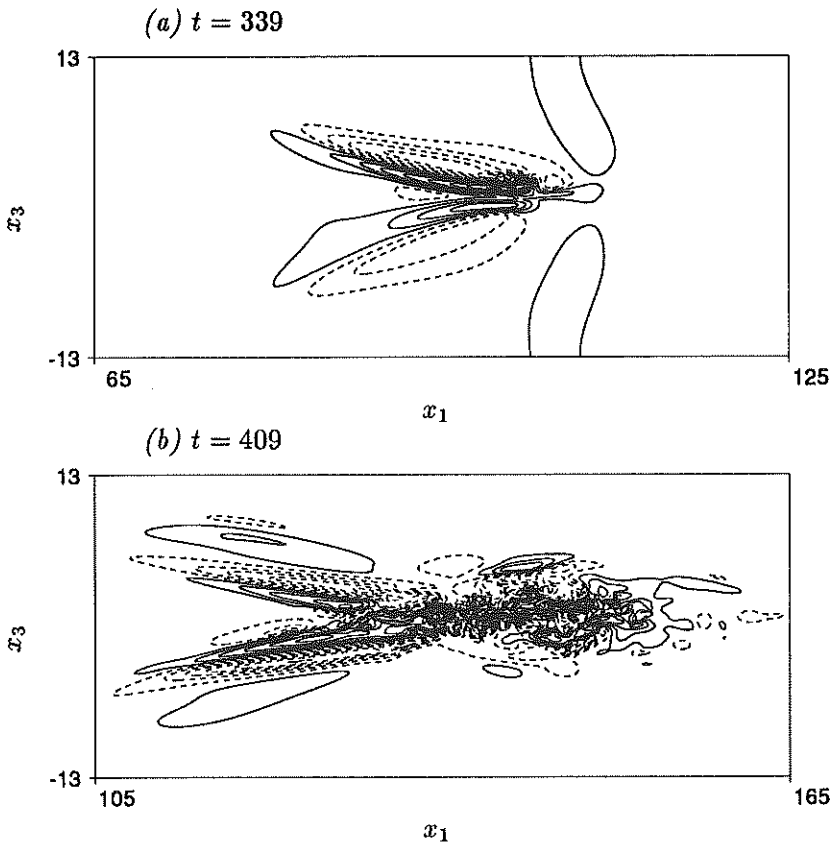 (a) t = 339
13
x₃
-13
65
125
x₁
(b) t = 409
13
x₃
-13
105
165
x₁